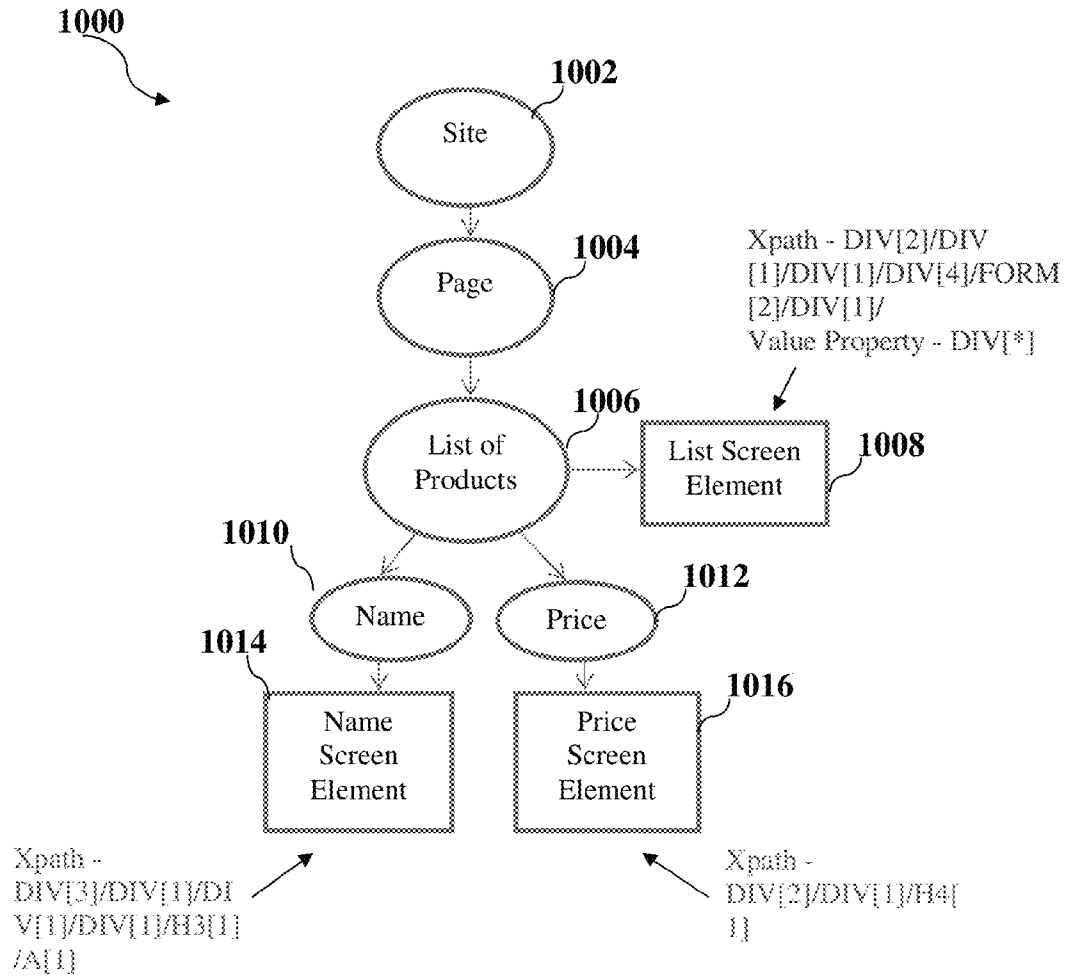 1000
1002
Site
1004
Page
Xpath - DIV[2]/DIV
[1]/DIV[1]/DIV[4]/FORM
[2]/DIV[1]/
Value Property - DIV[*]
1006
List of
Products
List Screen
Element
1008
1010
Name
1012
Price
1014
Name
Screen
Element
1016
Price
Screen
Element
Xpath -
DIV[3]/DIV[1]/DI
V[1]/DIV[1]/H3[1]
/A[1]
Xpath -
DIV[2]/DIV[1]/H4[
1]